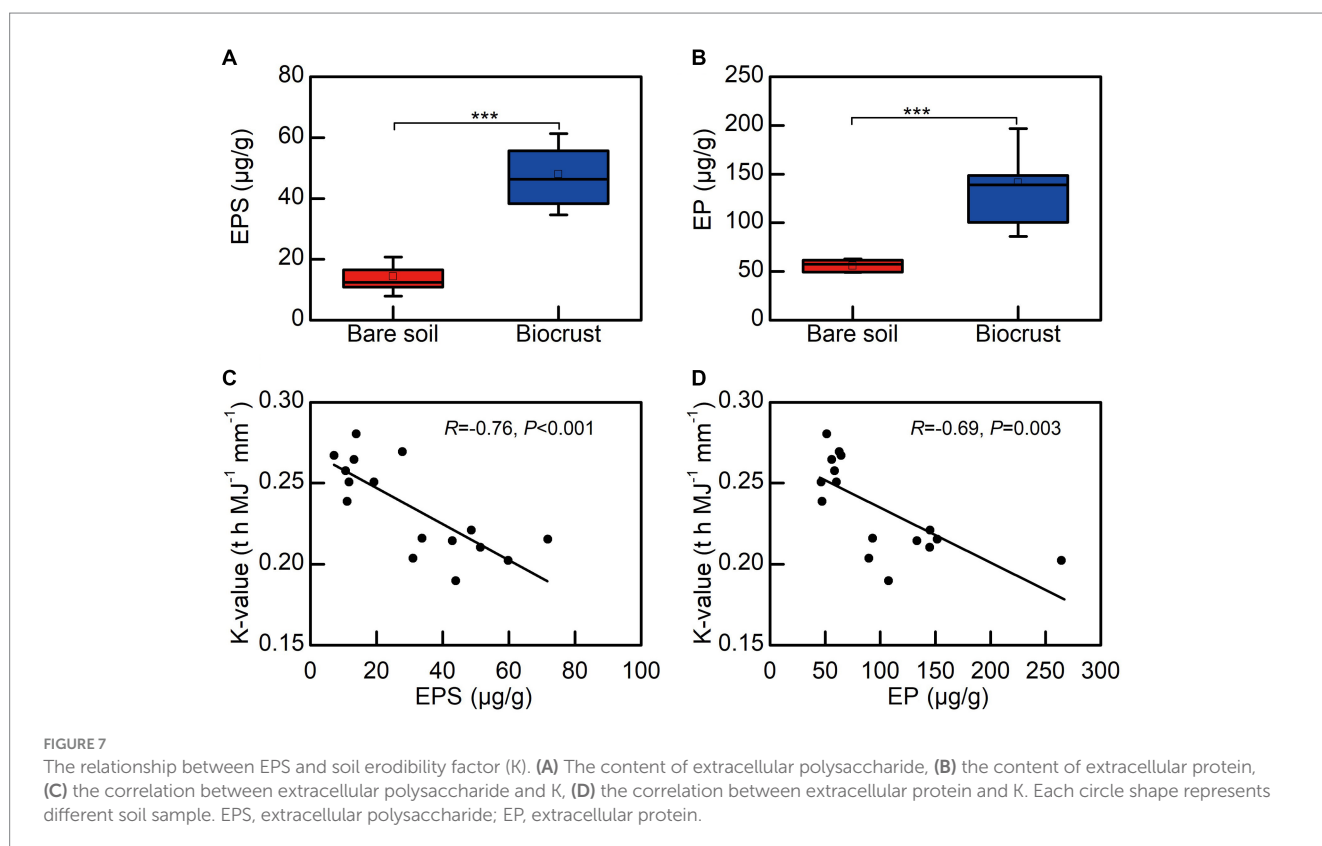 A
80
60
40
20
0
EPS (µg/g)
***
Bare soil
Biocrust
B
250
200
150
100
50
0
EP (µg/g)
***
Bare soil
Biocrust
C
0.30
0.25
0.20
0.15
K-value (t h MJ⁻¹ mm⁻¹)
R=-0.76, P<0.001
0 20 40 60 80 100
EPS (µg/g)
D
0.30
0.25
0.20
0.15
K-value (t h MJ⁻¹ mm⁻¹)
R=-0.69, P=0.003
0 50 100 150 200 250 300
EP (µg/g)
FIGURE 7
The relationship between EPS and soil erodibility factor (K). (A) The content of extracellular polysaccharide, (B) the content of extracellular protein,
(C) the correlation between extracellular polysaccharide and K, (D) the correlation between extracellular protein and K. Each circle shape represents
different soil sample. EPS, extracellular polysaccharide; EP, extracellular protein.